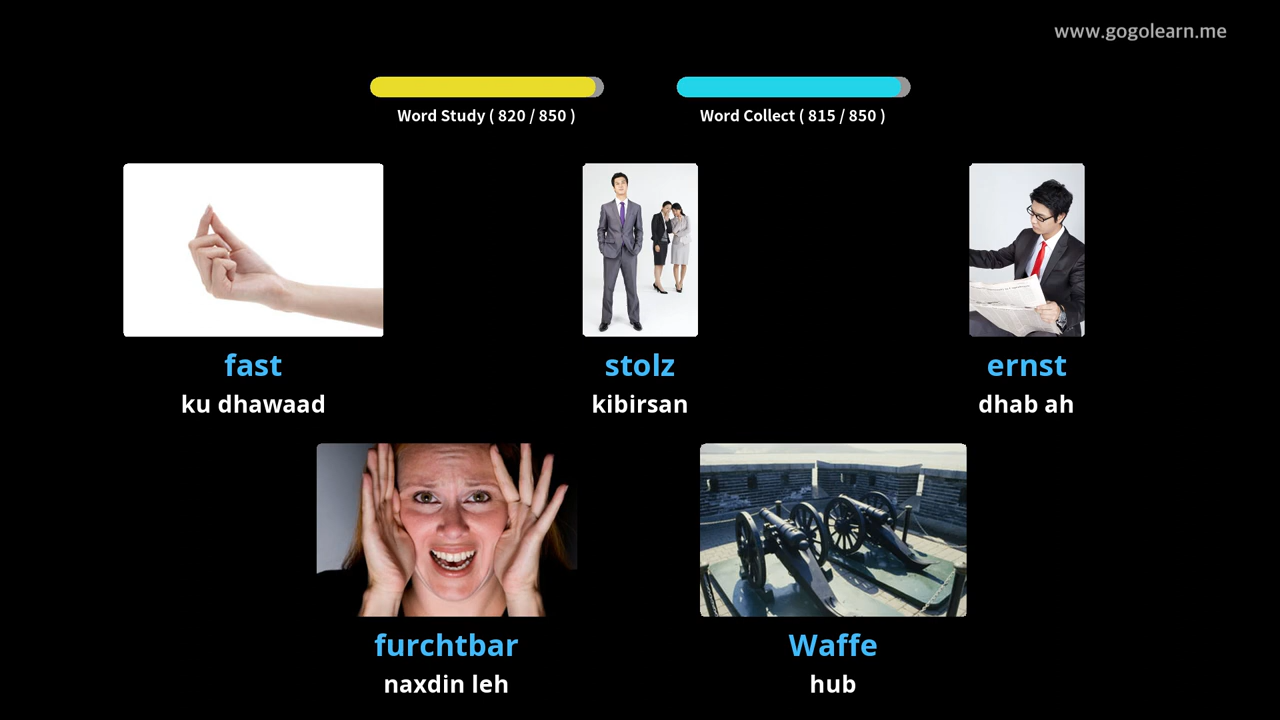 www.gogolearn.me
Word Study ( 820 / 850 )
Word Collect ( 815 / 850 )
fast
ku dhawaad
stolz
kibirsan
ernst
dhab ah
furchtbar
naxdin leh
Waffe
hub